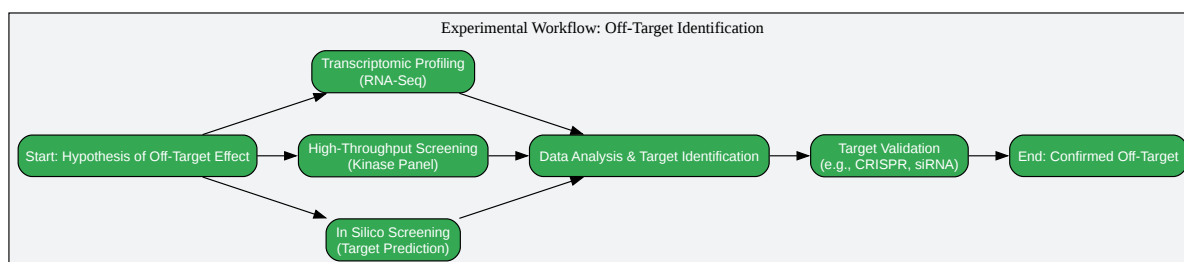 Experimental Workflow: Off-Target Identification
Transcriptomic Profiling
(RNA-Seq)
Start: Hypothesis of Off-Target Effect
High-Throughput Screening
(Kinase Panel)
Data Analysis & Target Identification
Target Validation
(e.g., CRISPR, siRNA)
End: Confirmed Off-Target
In Silico Screening
(Target Prediction)